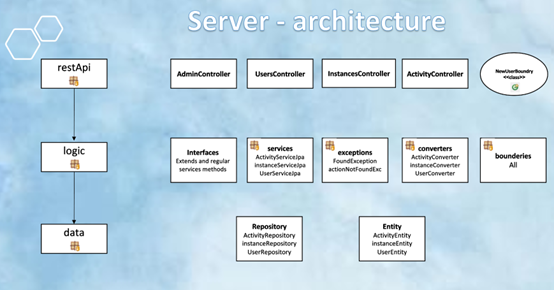 Server - architecture
restApi
AdminController
UsersController
InstancesController
ActivityController
NewUserBoundry
<<class>>
logic
Interfaces
Extends and regular
services methods
services
ActivityServiceJpa
instanceServiceJpa
UserServiceJpa
exceptions
FoundException
actionNotFoundExc
converters
ActivityConverter
instanceConverter
UserConverter
bounderies
All
data
Repository
ActivityRepository
instanceRepository
UserRepository
Entity
ActivityEntity
instanceEntity
UserEntity